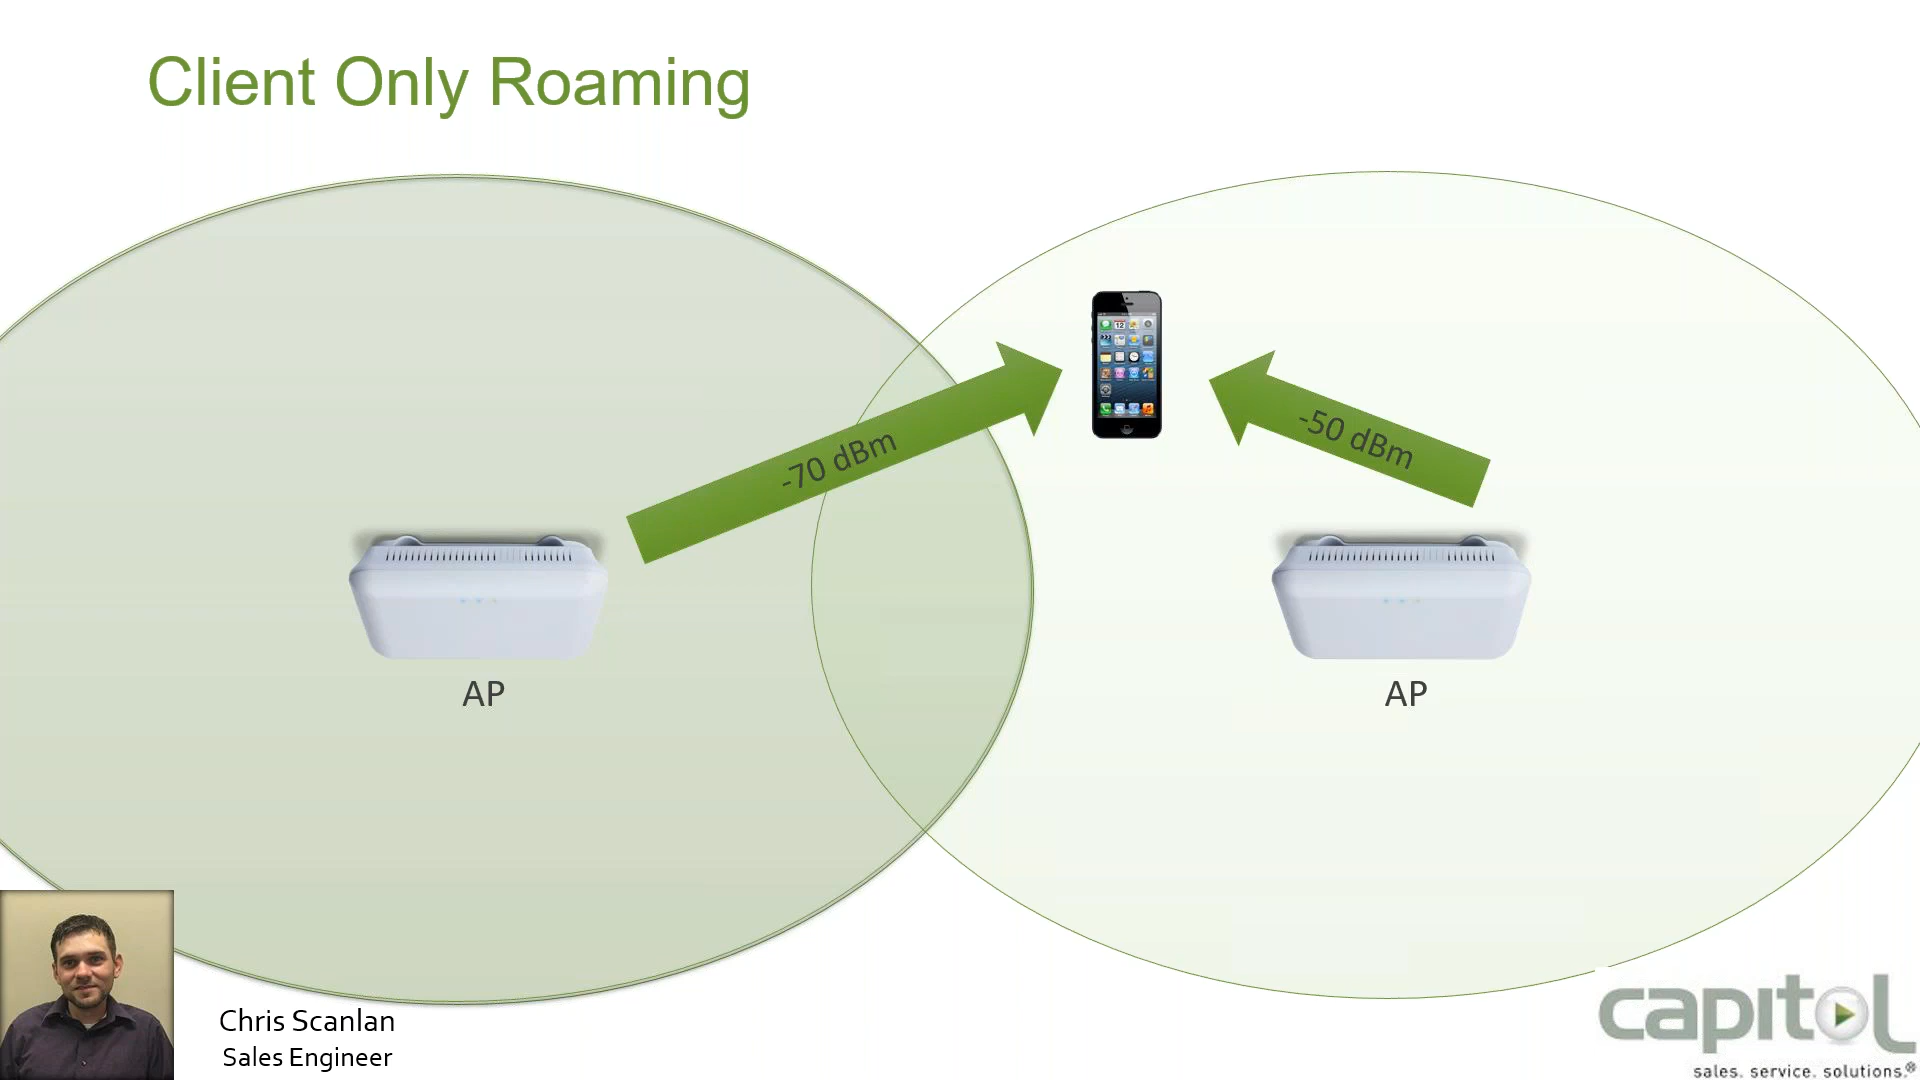 Client Only Roaming
-70 dBm
-50 dBm
AP
AP
Chris Scanlan
Sales Engineer
capitol
sales. service. solutions.®